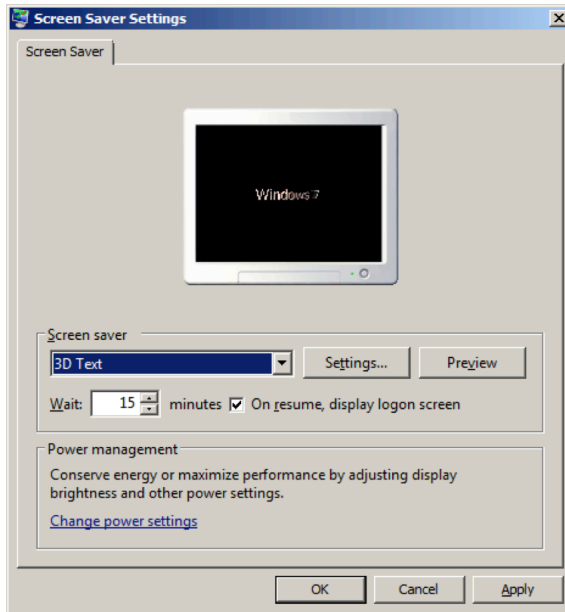 Screen Saver Settings
Screen Saver
Windows 7
Screen saver
3D Text
Settings...
Preview
Wait: 15 minutes On resume, display logon screen
Power management
Conserve energy or maximize performance by adjusting display
brightness and other power settings.
Change power settings
OK Cancel Apply